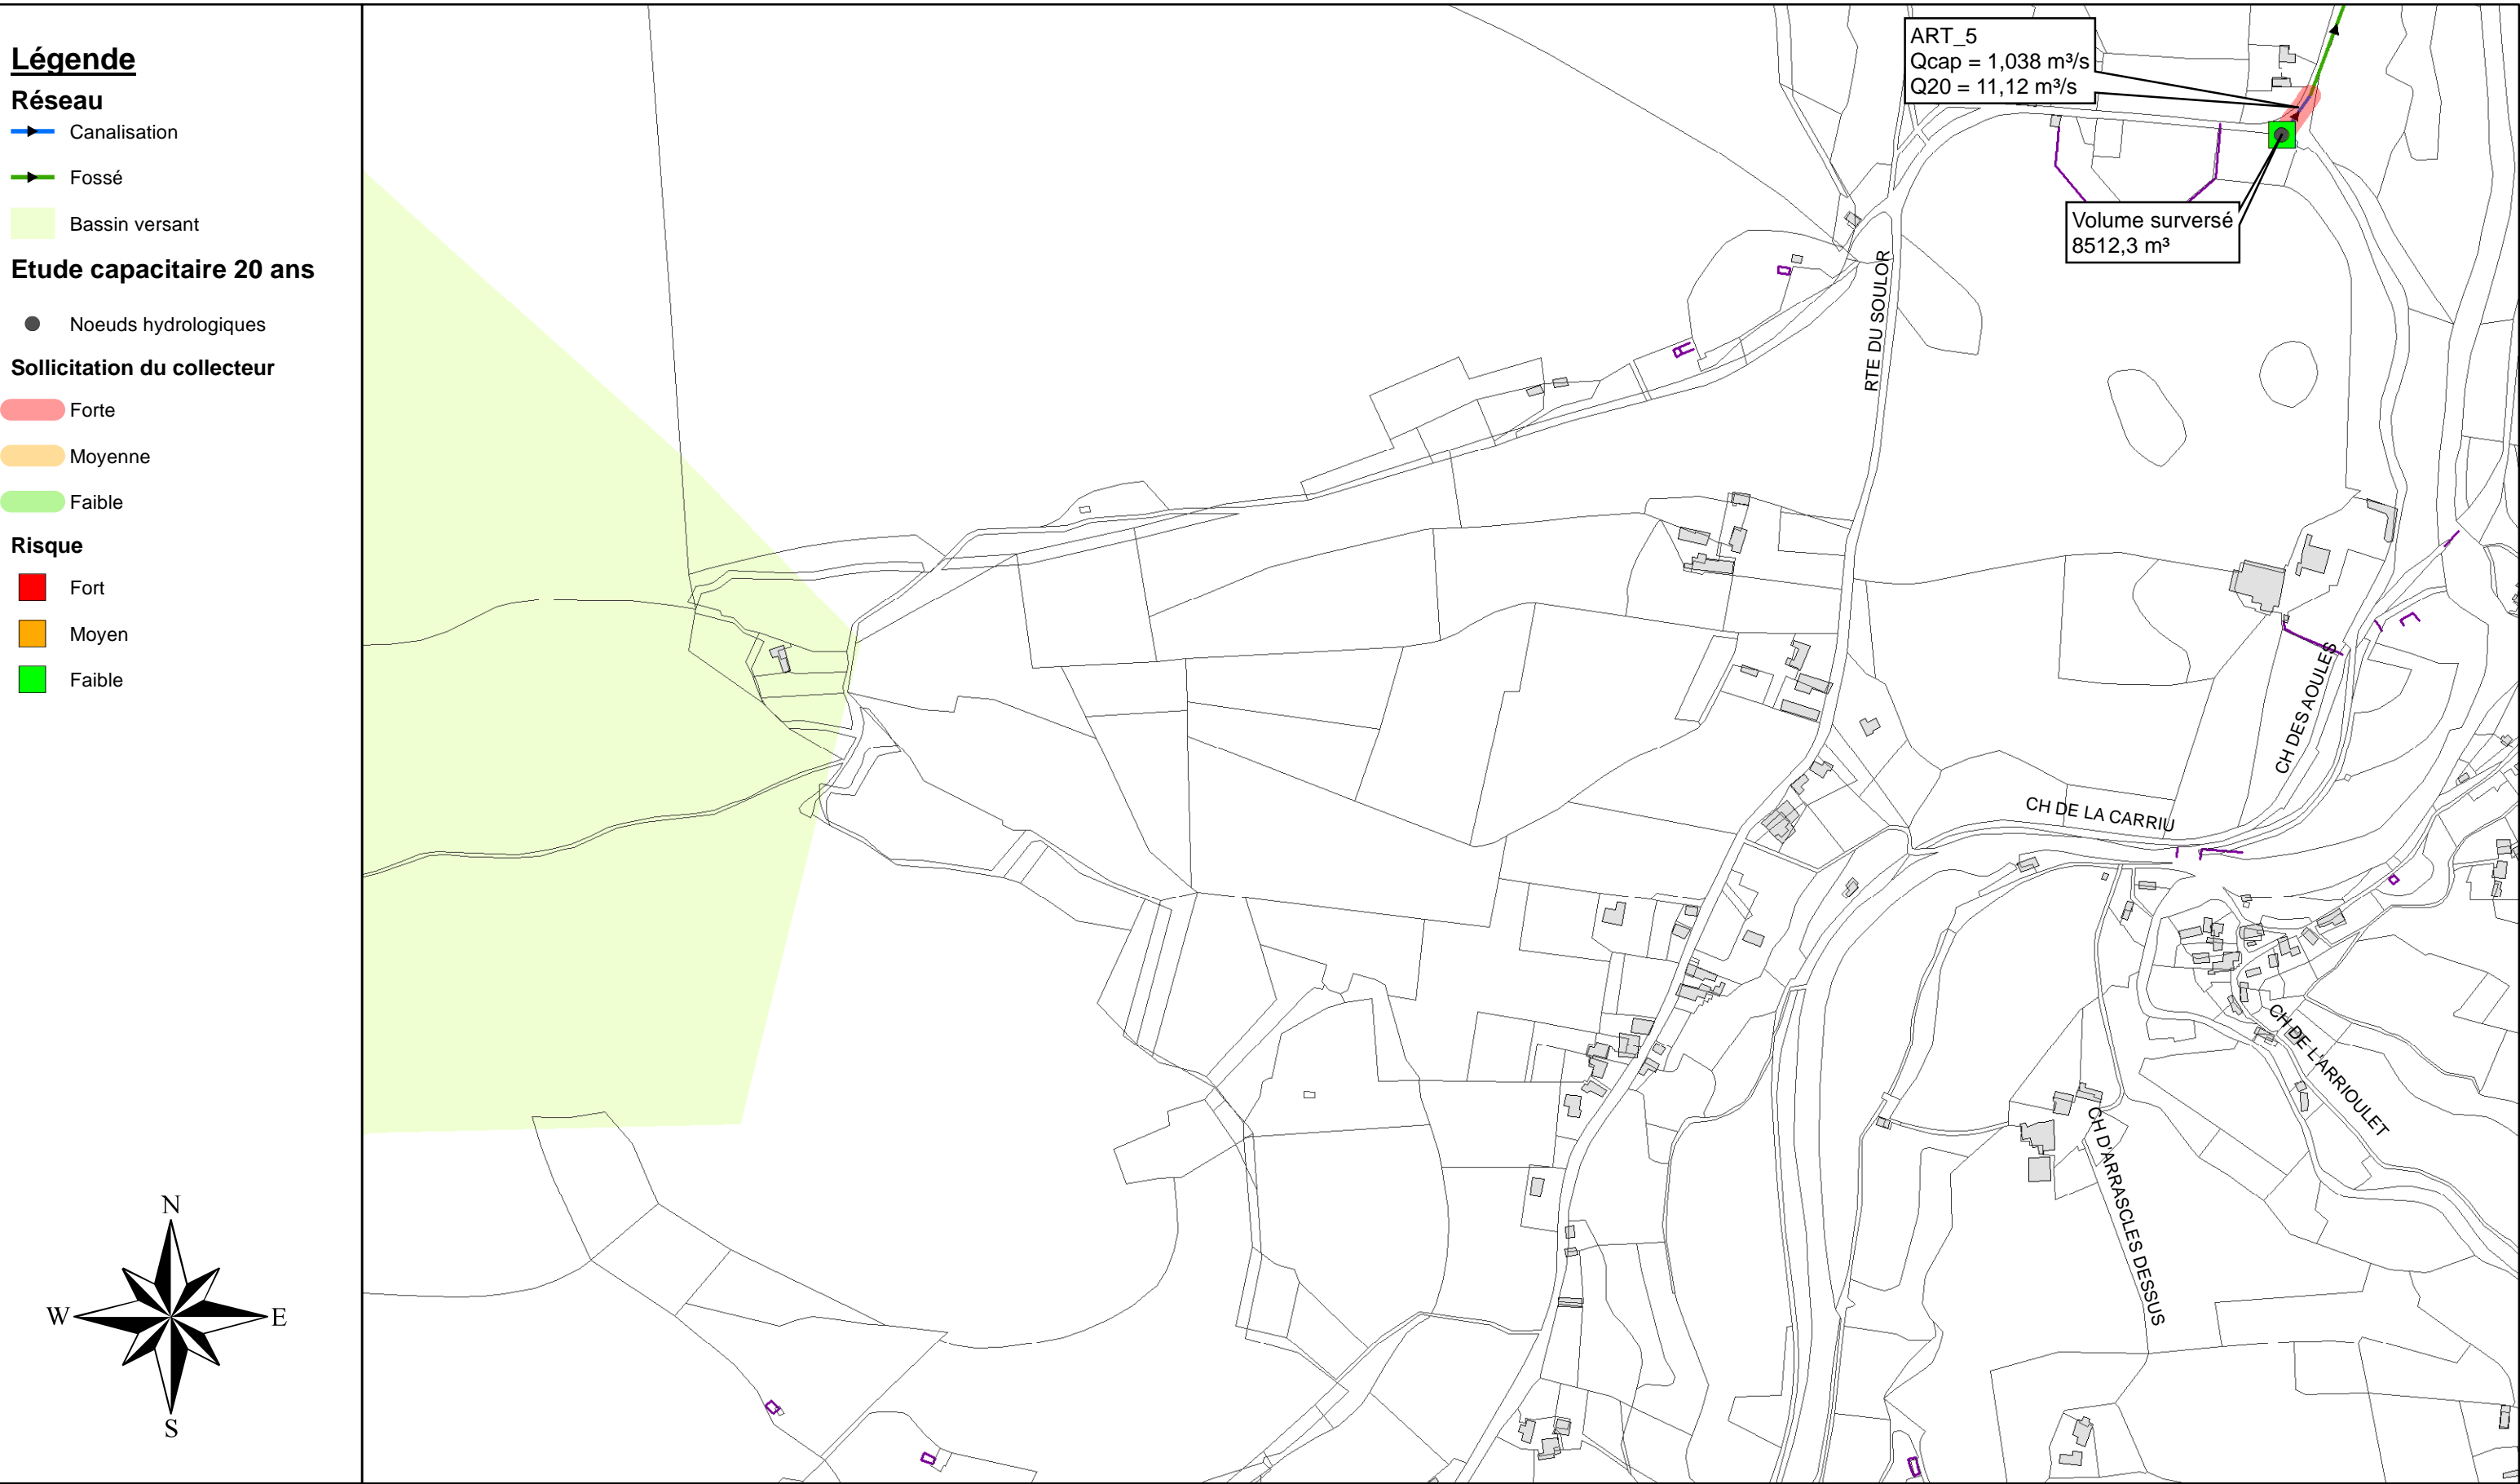 Légende
Réseau
Canalisation
Fossé
Bassin versant
Etude capacitaire 20 ans
Noeuds hydrologiques
Sollicitation du collecteur
Forte
Moyenne
Faible
Risque
Fort
Moyen
Faible
N
W
E
S
ART_5
Qcap = 1,038 m³/s
Q20 = 11,12 m³/s
Volume surversé
8512,3 m³
RTE DU SOULOR
CH DES AOULES
CH DE LA CARRIU
CH DE L'ARRIOULET
CH D'ARRASCLES DESSUS